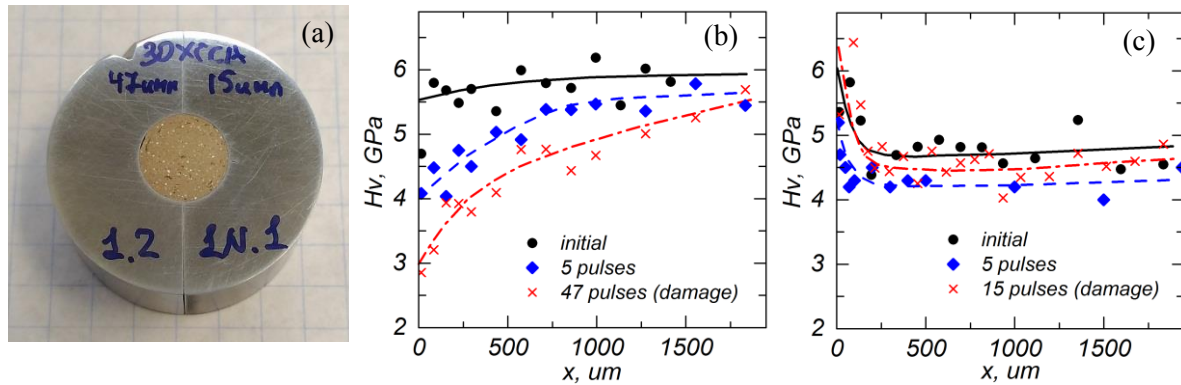 (a)
30ХГСА
47имп 15имп
1.2 1N.1
(b)
Hv, GPa
6
5
4
3
2
initial
5 pulses
47 pulses (damage)
0 500 1000 1500
x, um
(c)
Hv, GPa
6
5
4
3
2
initial
5 pulses
15 pulses (damage)
0 500 1000 1500
x, um